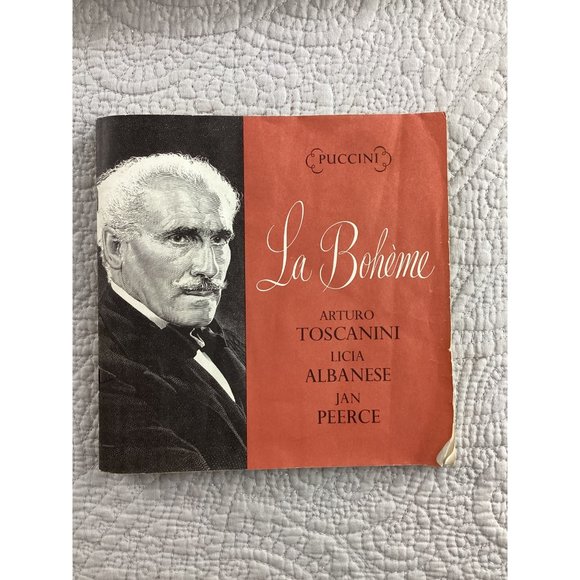 PUCCINI
La Bohème
ARTURO
TOSCANINI
LICIA
ALBANESE
JAN
PEERCE